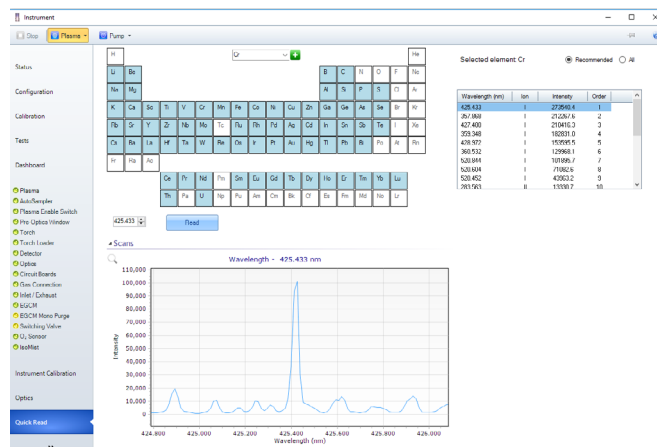 Instrument
Stop Plasma Pump
Status
Configuration
Calibration
Tests
Dashboard
Plasma
AutoSampler
Plasma Enable Switch
Pre-Optics Window
Torch
Torch Loader
Detector
Optics
Circuit Boards
Gas Connection
Inlet / Exhaust
EGCM
EGCM Mono Purge
Switching Valve
O₂ Sensor
IsoMist
Instrument Calibration
Optics
Quick Read
H Cr He
Li Be B C N O F Ne
Na Mg Al Si P S Cl Ar
K Ca Sc Ti V Cr Mn Fe Co Ni Cu Zn Ga Ge As Se Br Kr
Rb Sr Y Zr Nb Mo Tc Ru Rh Pd Ag Cd In Sn Sb Te I Xe
Cs Ba La Hf Ta W Re Os Ir Pt Au Hg Tl Pb Bi Po At Rn
Fr Ra Ac
Ce Pr Nd Pm Sm Eu Gd Tb Dy Ho Er Tm Yb Lu
Th Pa U Np Pu Am Cm Bk Cf Es Fm Md No Lr
425.433 Read
Selected element Cr Recommended All
Wavelength (nm) Ion Intensity Order
425.433 I 273540.4 1
357.868 I 212267.6 2
427.480 I 210416.3 3
359.348 I 182831.0 4
428.972 I 153595.5 5
360.532 I 129968.1 6
520.844 I 101895.7 7
520.604 I 71882.6 8
520.452 I 43963.2 9
283.563 II 13330.7 10
Scans
Wavelength - 425.433 nm
110,000
100,000
90,000
80,000
70,000
60,000
50,000
40,000
30,000
20,000
10,000
0
Intensity
424.800 425.000 425.200 425.400 425.600 425.800 426.000
Wavelength (nm)